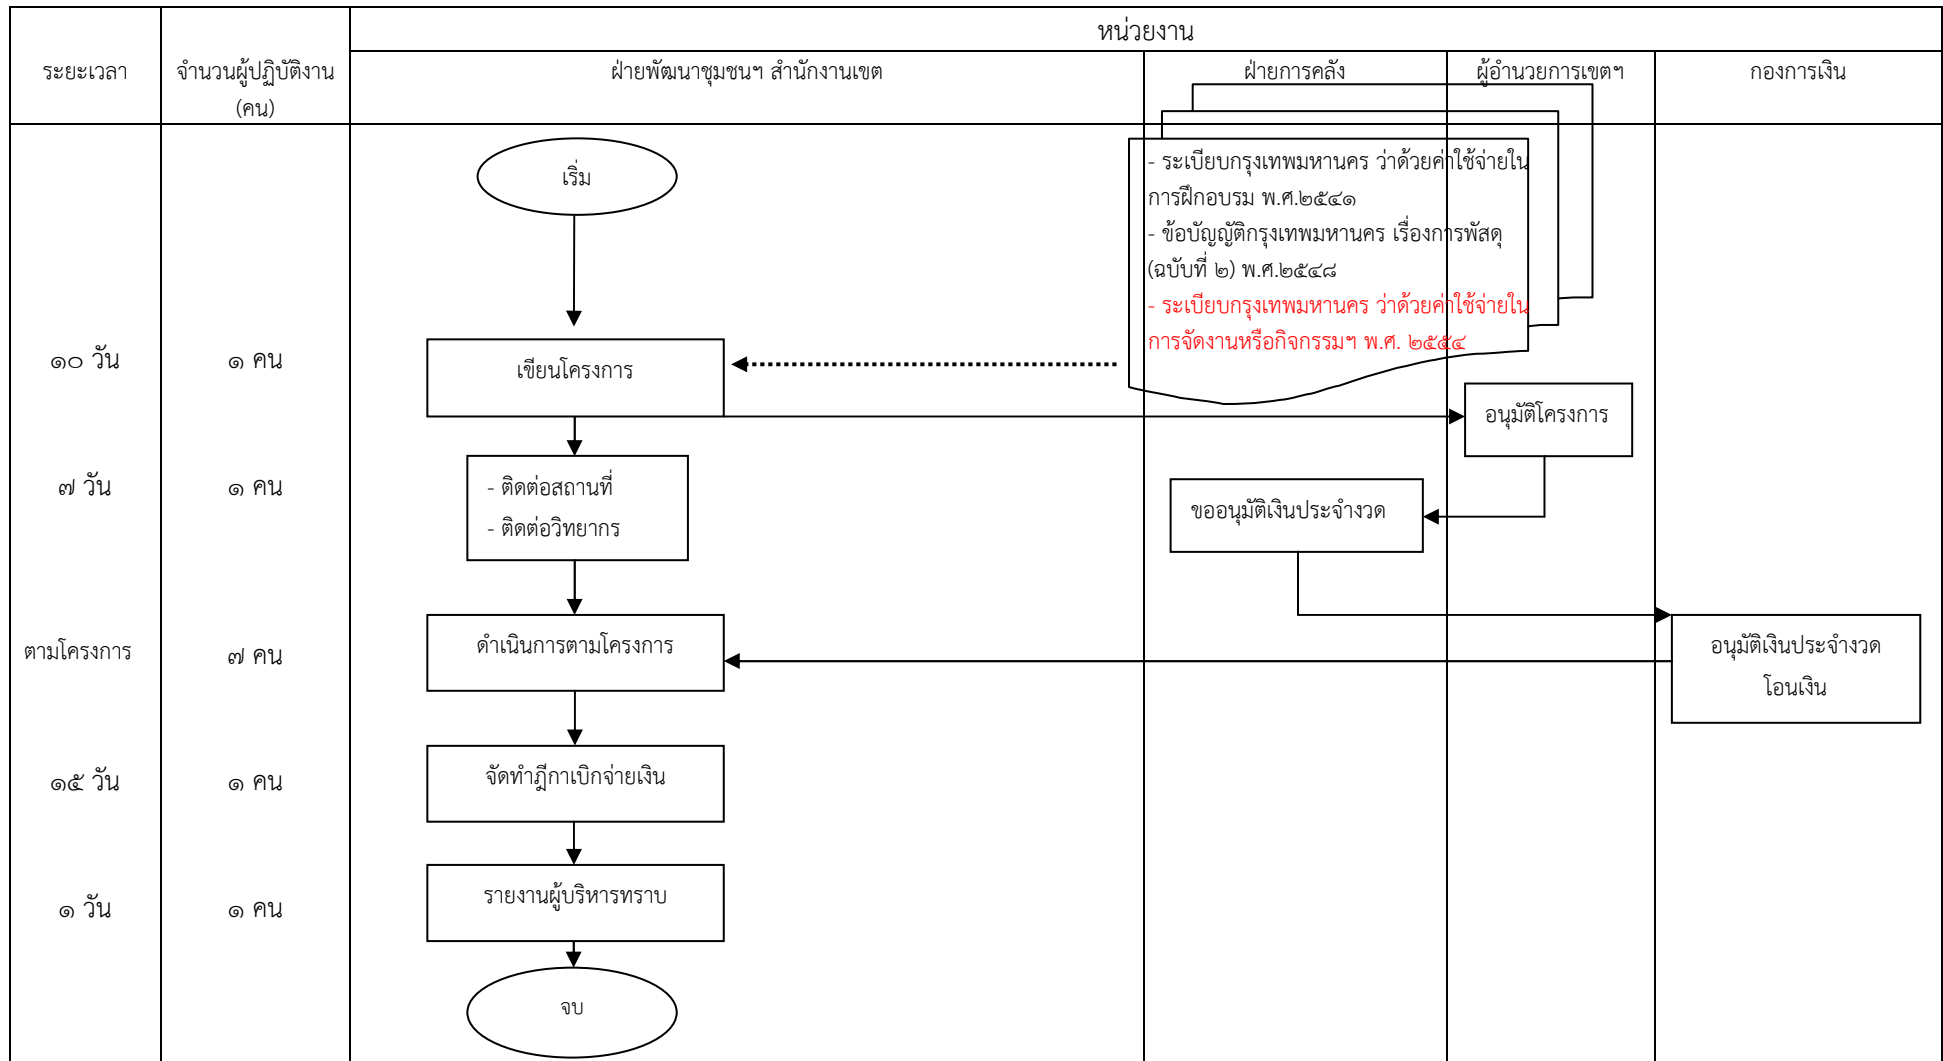 หน่วยงาน
ระยะเวลา
จำนวนผู้ปฏิบัติงาน
(คน)
ฝ่ายพัฒนาชุมชนฯ สำนักงานเขต
ฝ่ายการคลัง
ผู้อำนวยการเขตฯ
กองการเงิน
เริ่ม
- ระเบียบกรุงเทพมหานคร ว่าด้วยค่าใช้จ่ายใน
การฝึกอบรม พ.ศ.๒๕๔๑
- ข้อบัญญัติกรุงเทพมหานคร เรื่องการพัสดุ
(ฉบับที่ ๒) พ.ศ.๒๕๔๘
- ระเบียบกรุงเทพมหานคร ว่าด้วยค่าใช้จ่ายใน
การจัดงานหรือกิจกรรมฯ พ.ศ. ๒๕๕๔
๑๐ วัน
๑ คน
เขียนโครงการ
อนุมัติโครงการ
๗ วัน
๑ คน
- ติดต่อสถานที่
- ติดต่อวิทยากร
ขออนุมัติเงินประจำงวด
ตามโครงการ
๗ คน
ดำเนินการตามโครงการ
อนุมัติเงินประจำงวด
โอนเงิน
๑๕ วัน
๑ คน
จัดทำฎีกาเบิกจ่ายเงิน
๑ วัน
๑ คน
รายงานผู้บริหารทราบ
จบ